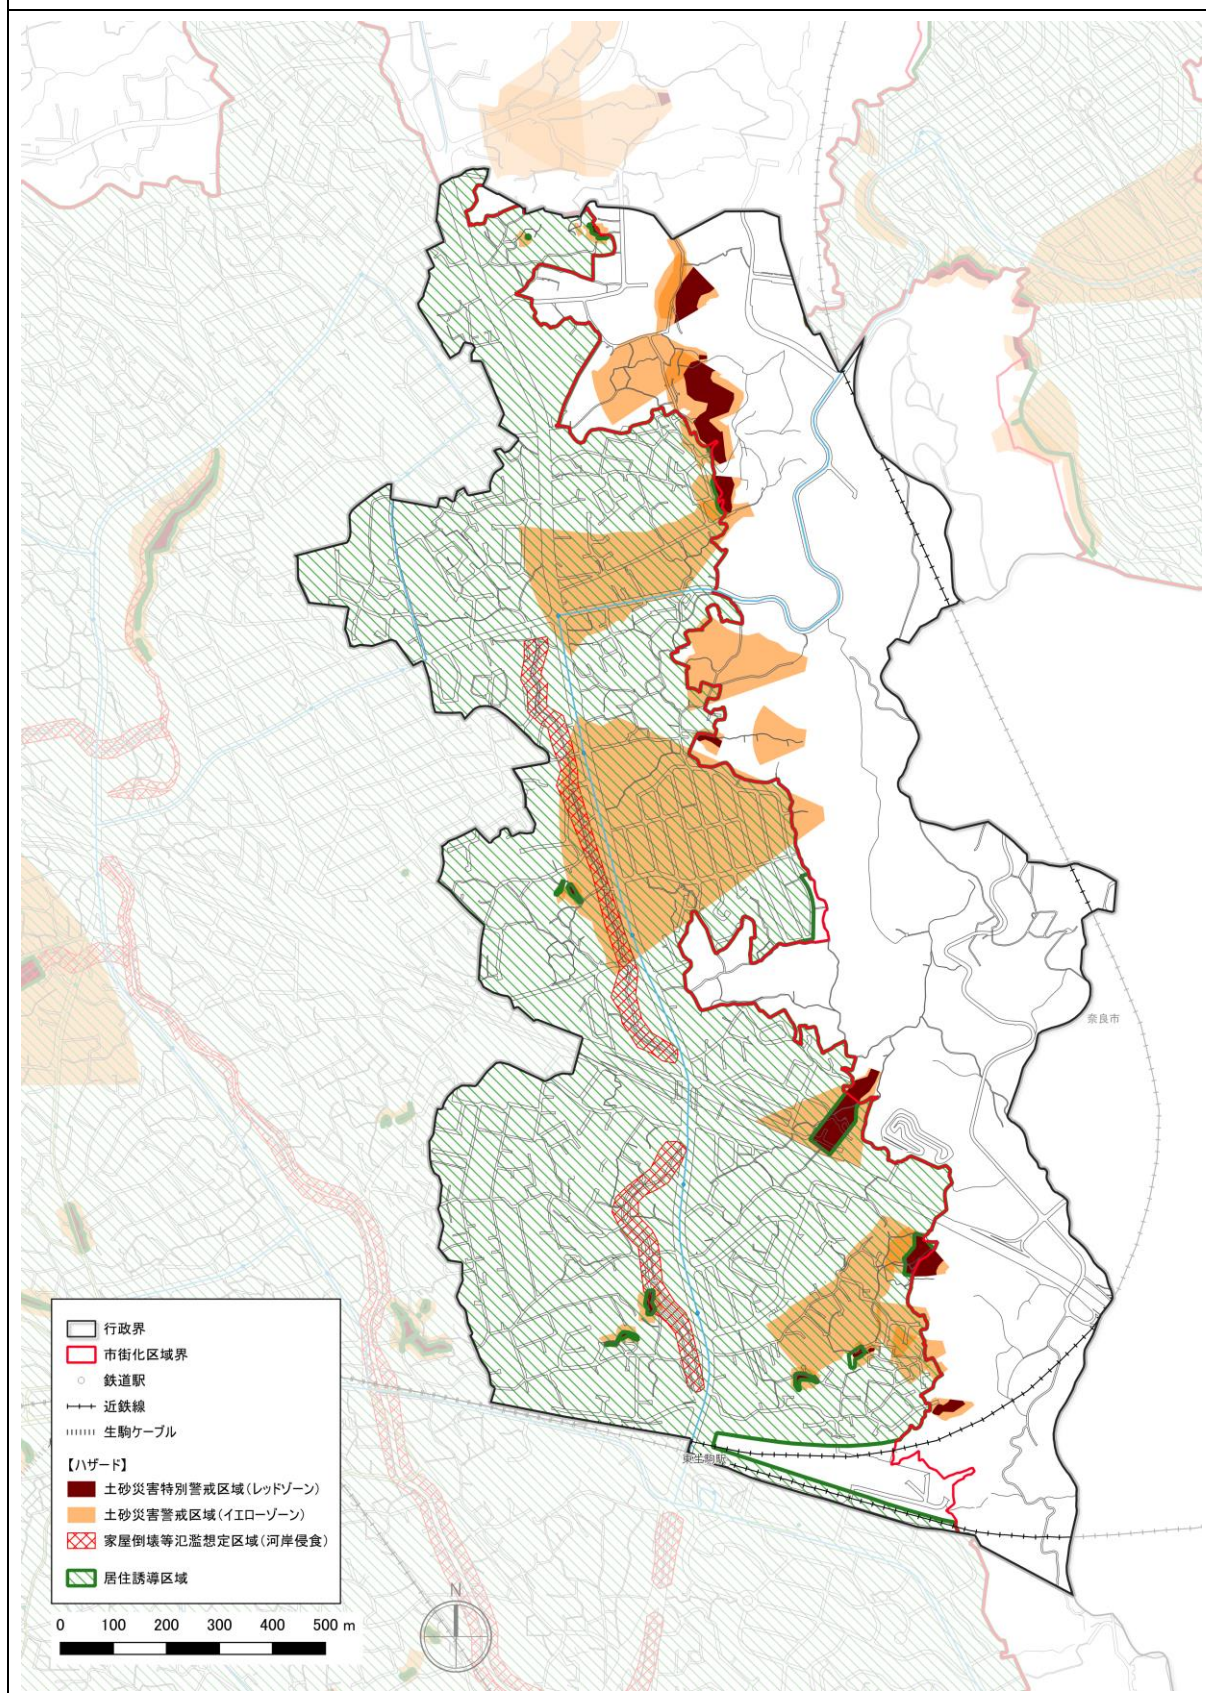 奈良市
東生駒駅
行政界
市街化区域界
鉄道駅
近鉄線
生駒ケーブル
【ハザード】
土砂災害特別警戒区域(レッドゾーン)
土砂災害警戒区域(イエローゾーン)
家屋倒壊等氾濫想定区域(河岸侵食)
居住誘導区域
N
0 100 200 300 400 500 m